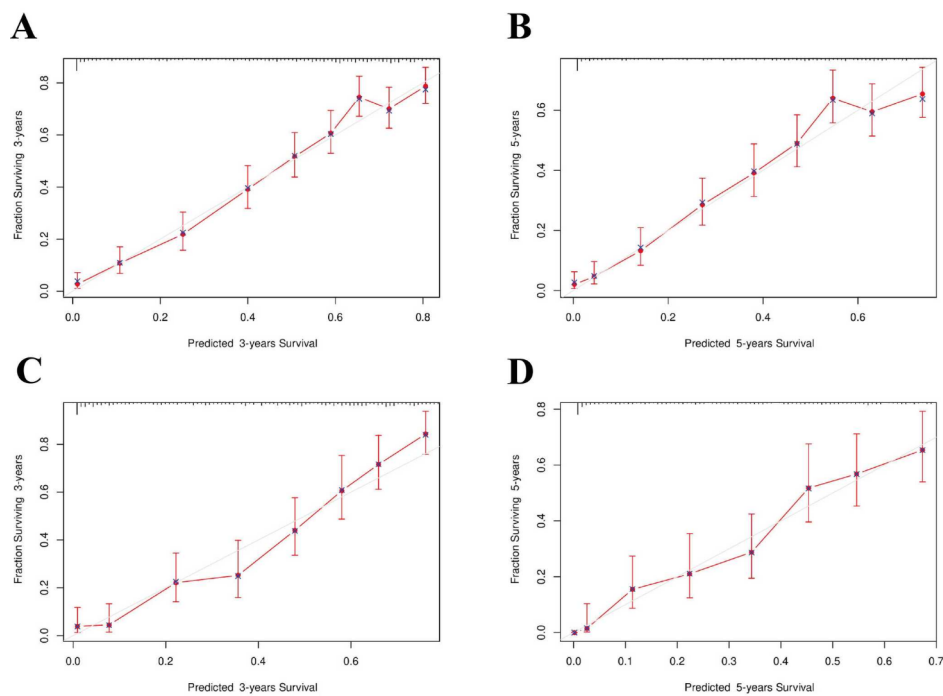 A
Fraction Surviving 3-years
0.0 0.2 0.4 0.6 0.8
0.0 0.2 0.4 0.6 0.8
Predicted 3-years Survival
B
Fraction Surviving 5-years
0.0 0.2 0.4 0.6
0.0 0.2 0.4 0.6
Predicted 5-years Survival
C
Fraction Surviving 3-years
0.0 0.2 0.4 0.6 0.8
0.0 0.2 0.4 0.6
Predicted 3-years Survival
D
Fraction Surviving 5-years
0.0 0.2 0.4 0.6 0.8
0.0 0.1 0.2 0.3 0.4 0.5 0.6 0.7
Predicted 5-years Survival